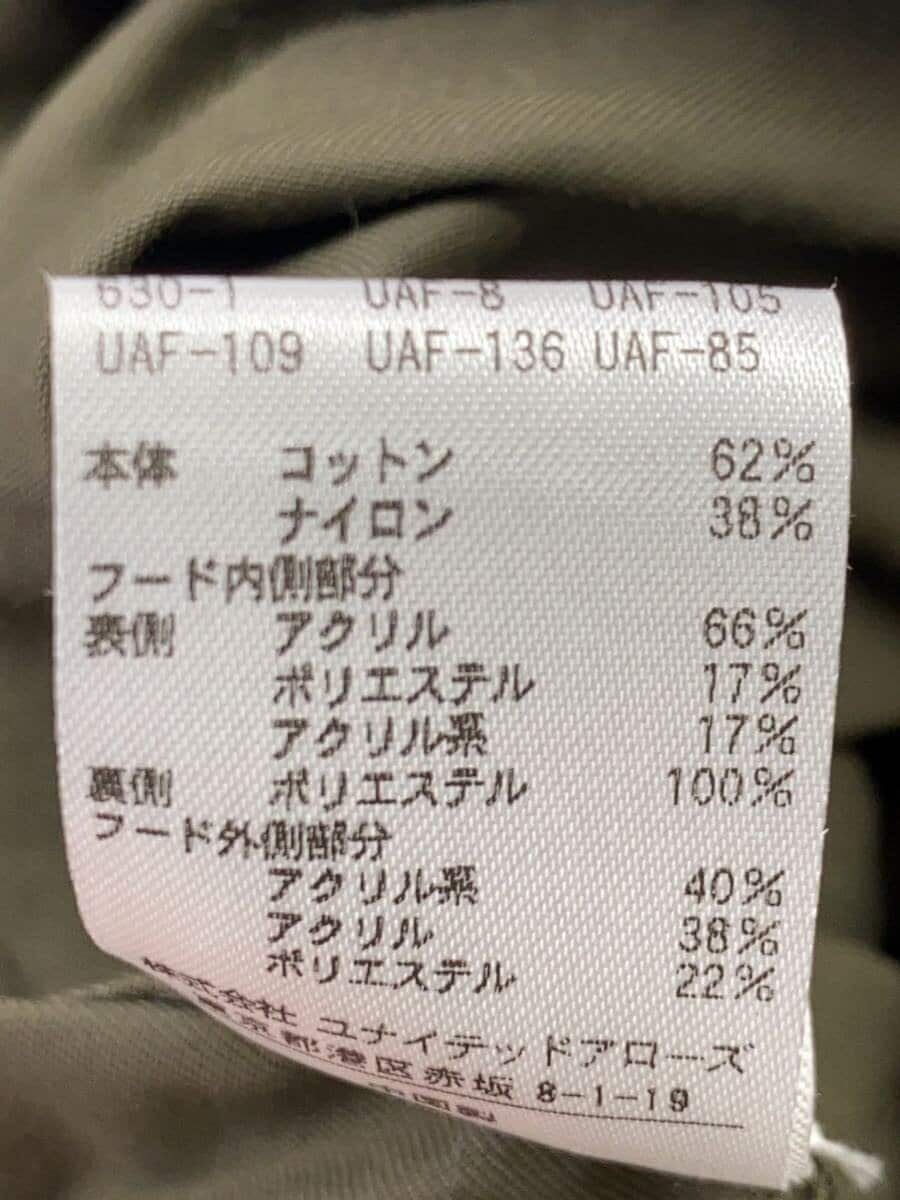 630-1 UAF-8 UAF-105
UAF-109 UAF-136 UAF-85
本体 コットン 62%
ナイロン 38%
フード内側部分
表側 アクリル 66%
ポリエステル 17%
アクリル系 17%
裏側 ポリエステル 100%
フード外側部分
アクリル系 40%
アクリル 38%
ポリエステル 22%
株式会社 ユナイテッドアローズ
東京都港区赤坂 8-1-19
中国製